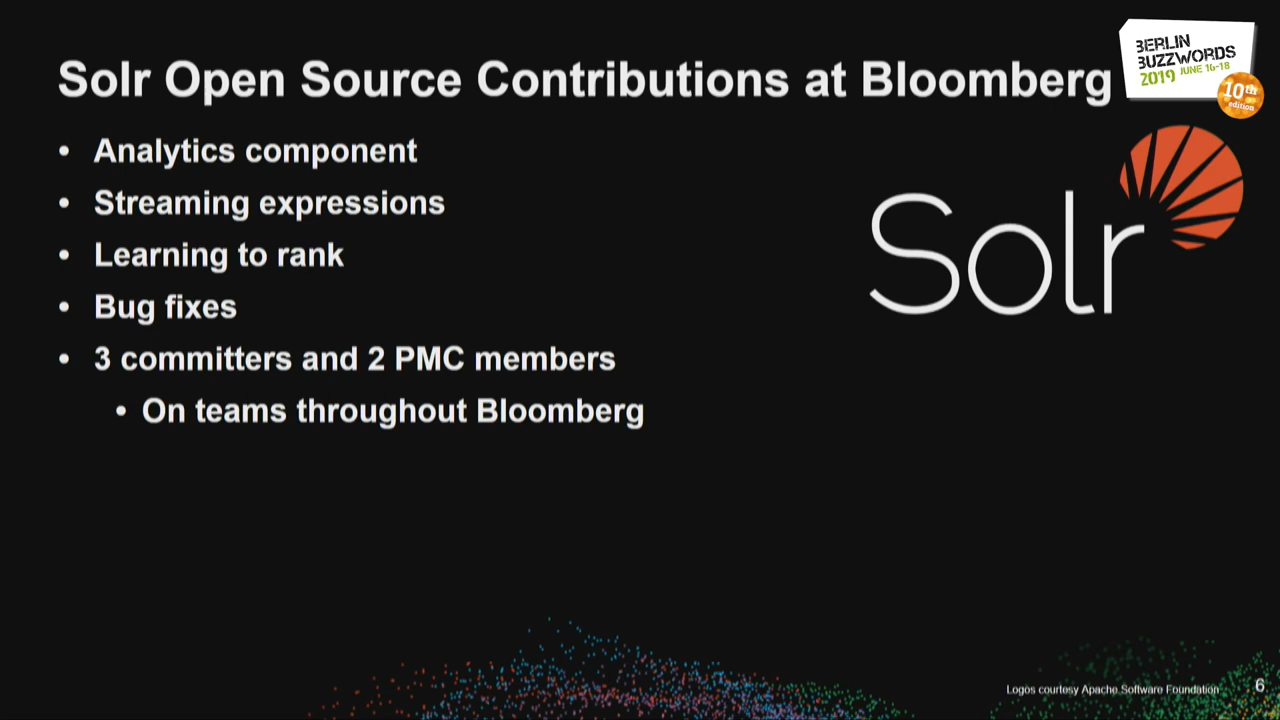 Solr Open Source Contributions at Bloomberg
BERLIN
BUZZWORDS
2019 JUNE 16-18
10th
edition
• Analytics component
• Streaming expressions
• Learning to rank
• Bug fixes
• 3 committers and 2 PMC members
• On teams throughout Bloomberg
Solr
Logos courtesy Apache Software Foundation
6